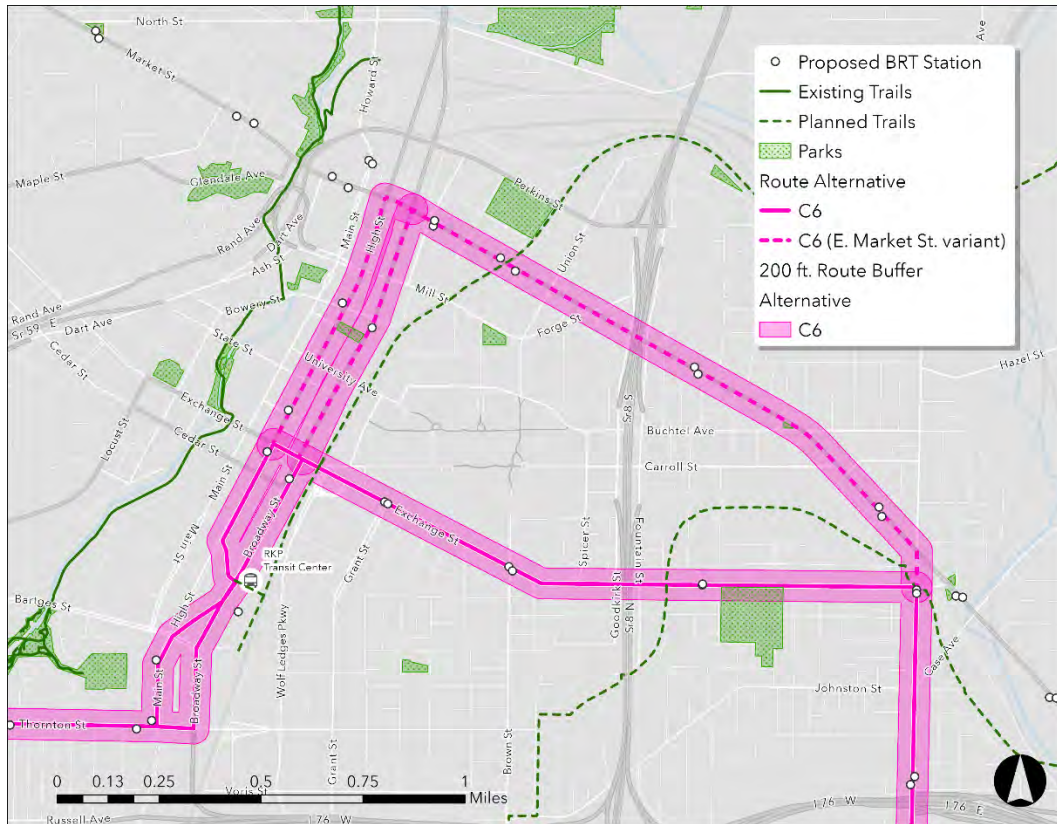 North St
Ave
Market St
Howard St
Proposed BRT Station
Existing Trails
Planned Trails
Parks
Route Alternative
C6
C6 (E. Market St. variant)
200 ft. Route Buffer
Alternative
C6
Maple St
Glendale Ave
Perkins St
Rand Ave
Dart Ave
Main St
High St
Union St
Ash St
Mill St
Bowery St
Rand Ave
Sr 59 E
Dart Ave
Forge St
State St
Cedar St
University Ave
Hazel St
Exchange St
Sr8 S
Locust St
Cedar St
Buchtel Ave
Main St
Carroll St
Broadway St
Exchange St
Main St
RKP
Transit Center
Grant St
Spicer St
Fountain St
Bartges St
High St
Goodkirk St
Sr8 N
Wolf Ledges Pkwy
Case Ave
Main St
Broadway St
Johnston St
Thornton St
Grant St
Brown St
0 0.13 0.25 0.5 0.75 1
Miles
Voris St
Russell Ave
I 76 W
I 76 W
I 76 E